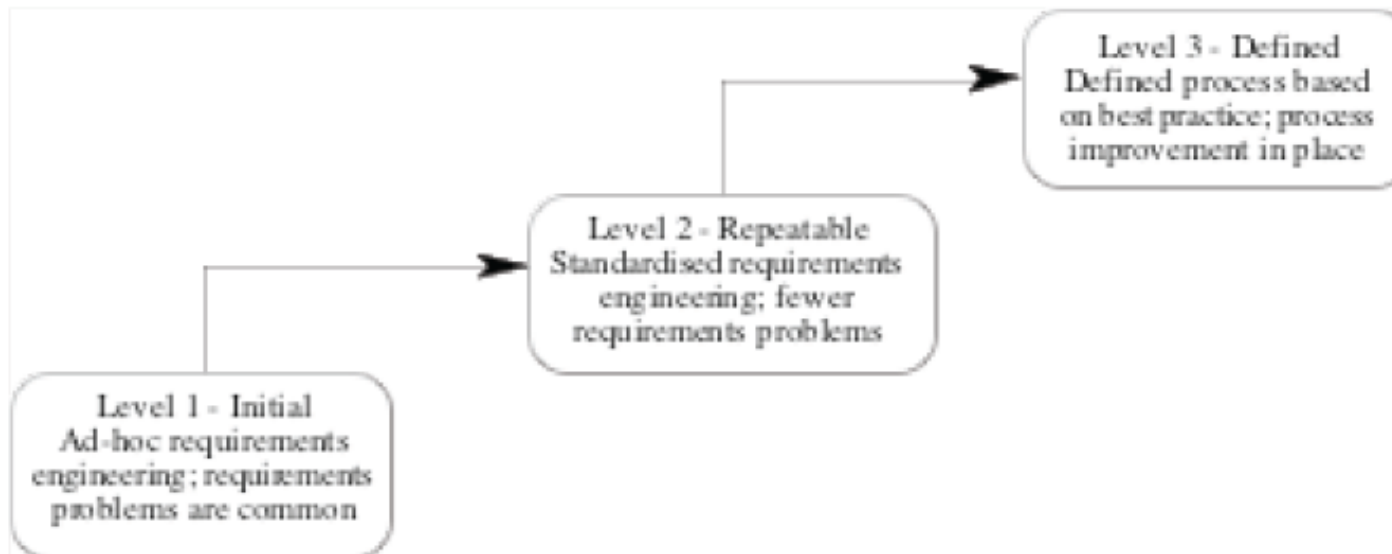 Level 3 - Defined
Defined process based
on best practice; process
improvement in place
Level 2 - Repeatable
Standardised requirements
engineering; fewer
requirements problems
Level 1 - Initial
Ad-hoc requirements
engineering; requirements
problems are common